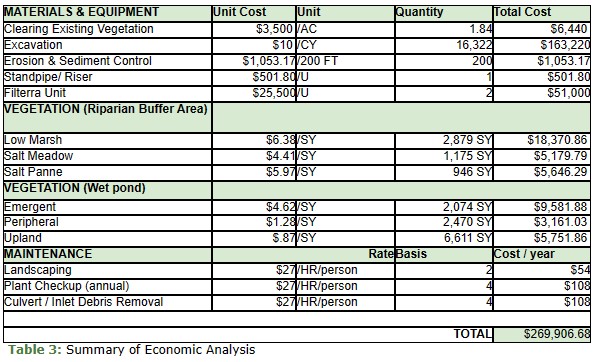 MATERIALS & EQUIPMENT Unit Cost Unit Quantity Total Cost
Clearing Existing Vegetation $3,500 /AC 1.84 $6,440
Excavation $10 /CY 16,322 $163,220
Erosion & Sediment Control $1,053.17 /200 FT 200 $1,053.17
Standpipe/ Riser $501.80 /U 1 $501.80
Filterra Unit $25,500 /U 2 $51,000
VEGETATION (Riparian Buffer Area)
Low Marsh $6.38 /SY 2,879 SY $18,370.86
Salt Meadow $4.41 /SY 1,175 SY $5,179.79
Salt Panne $5.97 /SY 946 SY $5,646.29
VEGETATION (Wet pond)
Emergent $4.62 /SY 2,074 SY $9,581.88
Peripheral $1.28 /SY 2,470 SY $3,161.03
Upland $.87 /SY 6,611 SY $5,751.86
MAINTENANCE Rate Basis Cost / year
Landscaping $27 /HR/person 2 $54
Plant Checkup (annual) $27 /HR/person 4 $108
Culvert / Inlet Debris Removal $27 /HR/person 4 $108
TOTAL $269,906.68
Table 3: Summary of Economic Analysis